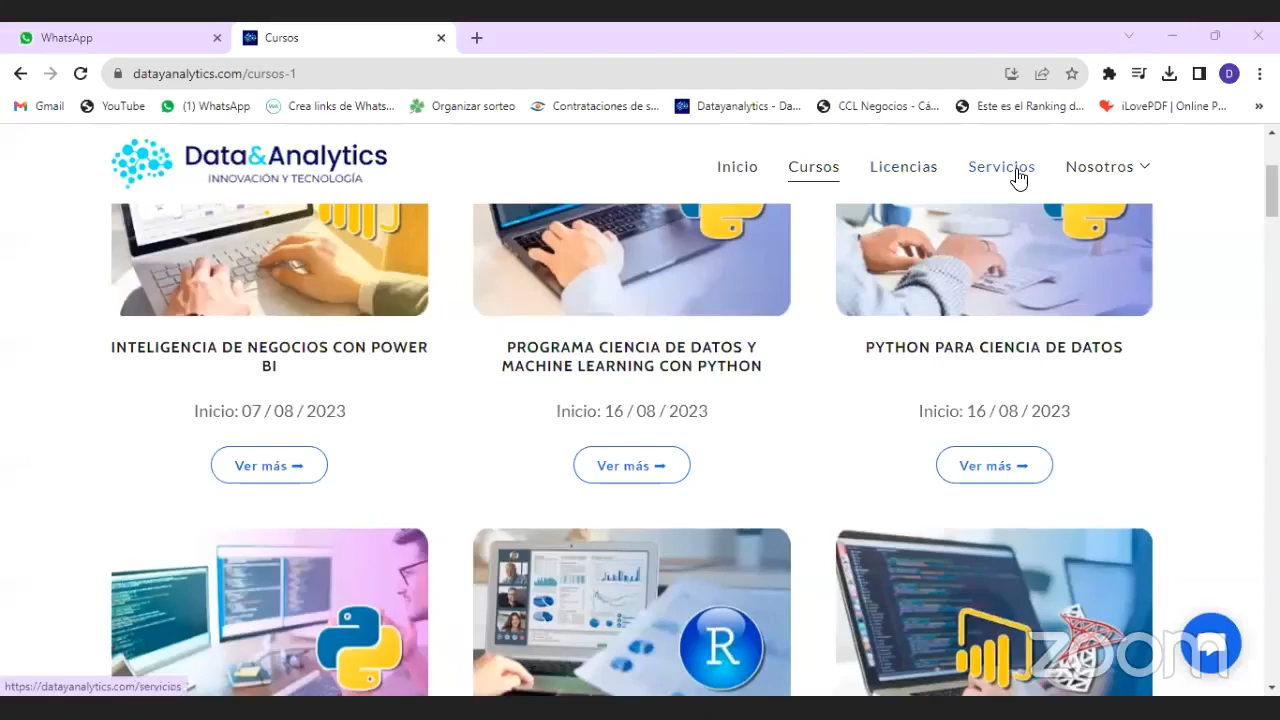 WhatsApp
Cursos
datayanalytics.com/cursos-1
D
Gmail
YouTube
(1) WhatsApp
Crea links de Whats...
Organizar sorteo
Contrataciones de s...
Datayanalytics - Da...
CCL Negocios - Cá...
Este es el Ranking d...
iLovePDF | Online P...
»
Data&Analytics
INNOVACIÓN Y TECNOLOGÍA
Inicio
Cursos
Licencias
Servicios
Nosotros
INTELIGENCIA DE NEGOCIOS CON POWER
BI
PROGRAMA CIENCIA DE DATOS Y
MACHINE LEARNING CON PYTHON
PYTHON PARA CIENCIA DE DATOS
Inicio: 07 / 08 / 2023
Inicio: 16 / 08 / 2023
Inicio: 16 / 08 / 2023
Ver más ➞
Ver más ➞
Ver más ➞
R
zoom
https://datayanalytics.com/servicios